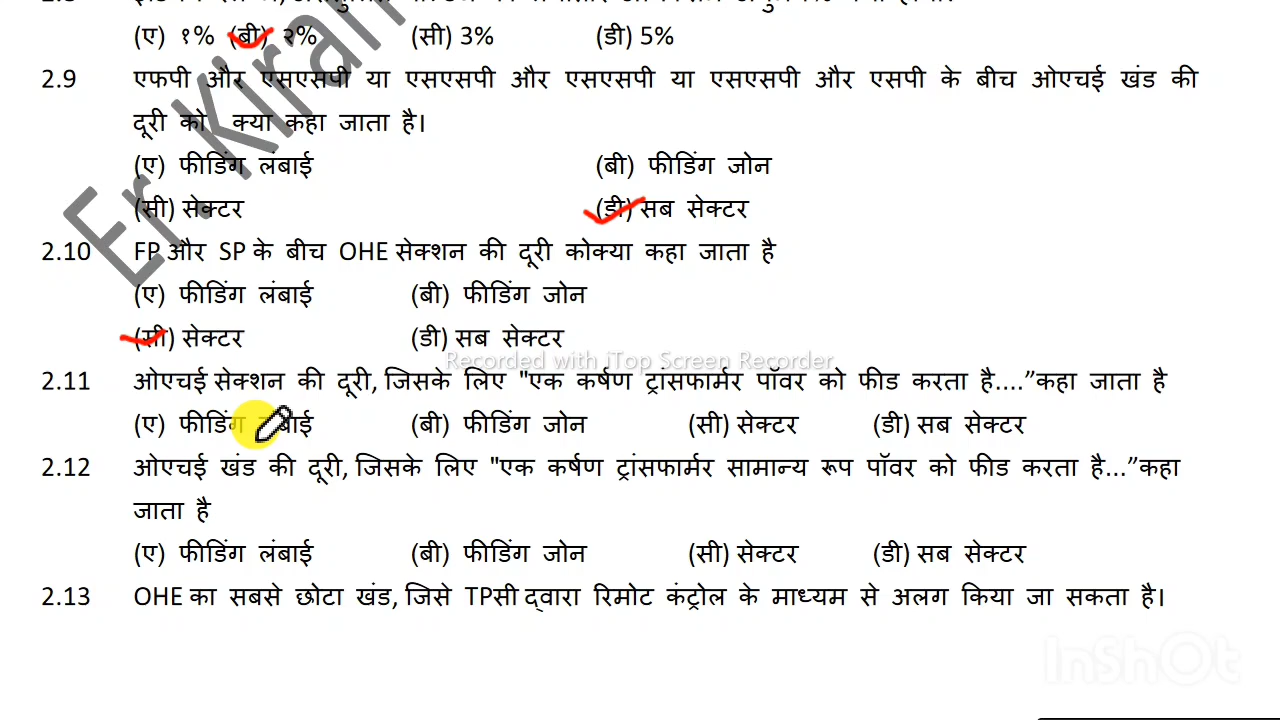 (ए) १% (बी) २% (सी) 3% (डी) 5%
2.9 एफपी और एसएसपी या एसएसपी और एसएसपी या एसएसपी और एसपी के बीच ओएचई खंड की
दूरी को क्या कहा जाता है।
(ए) फीडिंग लंबाई (बी) फीडिंग जोन
(सी) सेक्टर (डी) सब सेक्टर
2.10 FP और SP के बीच OHE सेक्शन की दूरी कोक्या कहा जाता है
(ए) फीडिंग लंबाई (बी) फीडिंग जोन
(सी) सेक्टर (डी) सब सेक्टर
Recorded with iTop Screen Recorder
2.11 ओएचई सेक्शन की दूरी, जिसके लिए "एक कर्षण ट्रांसफार्मर पॉवर को फीड करता है....”कहा जाता है
(ए) फीडिंग लंबाई (बी) फीडिंग जोन (सी) सेक्टर (डी) सब सेक्टर
2.12 ओएचई खंड की दूरी, जिसके लिए "एक कर्षण ट्रांसफार्मर सामान्य रूप पॉवर को फीड करता है...”कहा
जाता है
(ए) फीडिंग लंबाई (बी) फीडिंग जोन (सी) सेक्टर (डी) सब सेक्टर
2.13 OHE का सबसे छोटा खंड, जिसे TPसी द्वारा रिमोट कंट्रोल के माध्यम से अलग किया जा सकता है।
Er. Kiran
InShOt